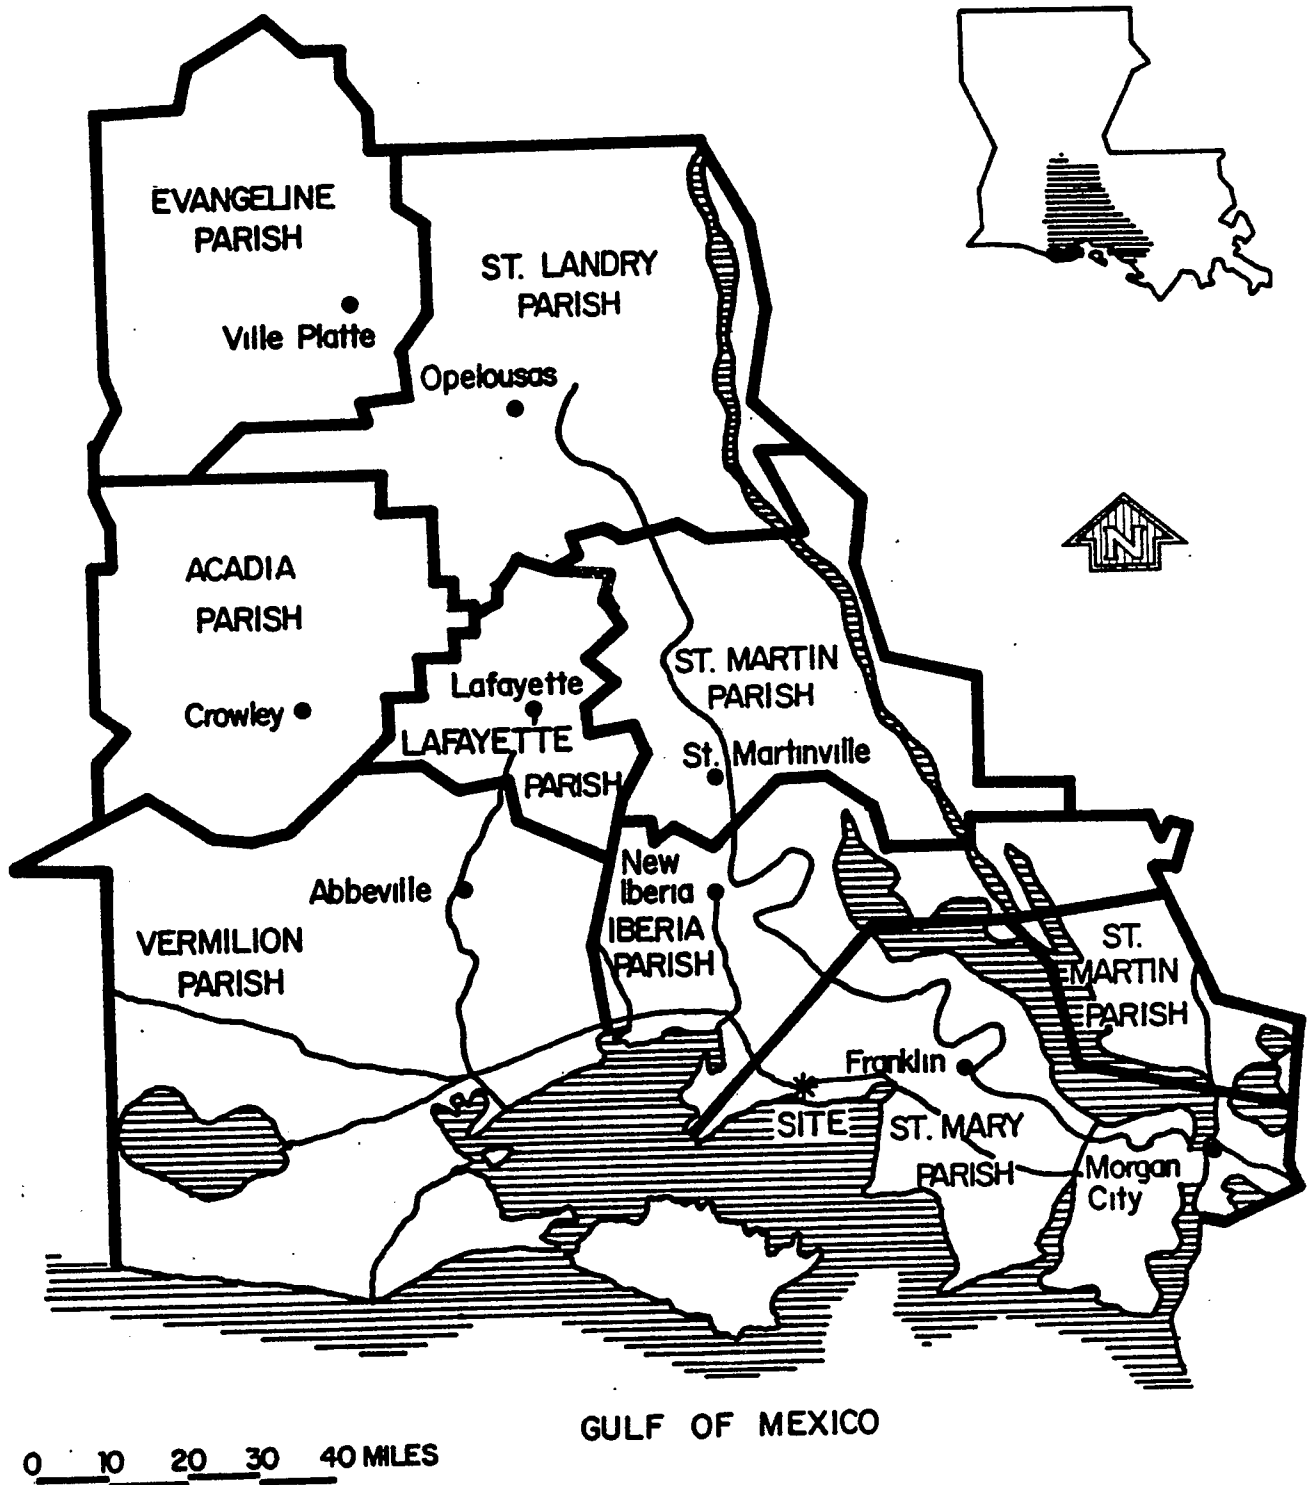 EVANGELINE
PARISH
Ville Platte
ST. LANDRY
PARISH
Opelousas
N
ACADIA
PARISH
Crowley
Lafayette
LAFAYETTE
PARISH
ST. MARTIN
PARISH
St. Martinville
Abbeville
New
Iberia
IBERIA
PARISH
VERMILION
PARISH
ST.
MARTIN
PARISH
Franklin
SITE
ST. MARY
PARISH
Morgan
City
GULF OF MEXICO
0 10 20 30 40 MILES